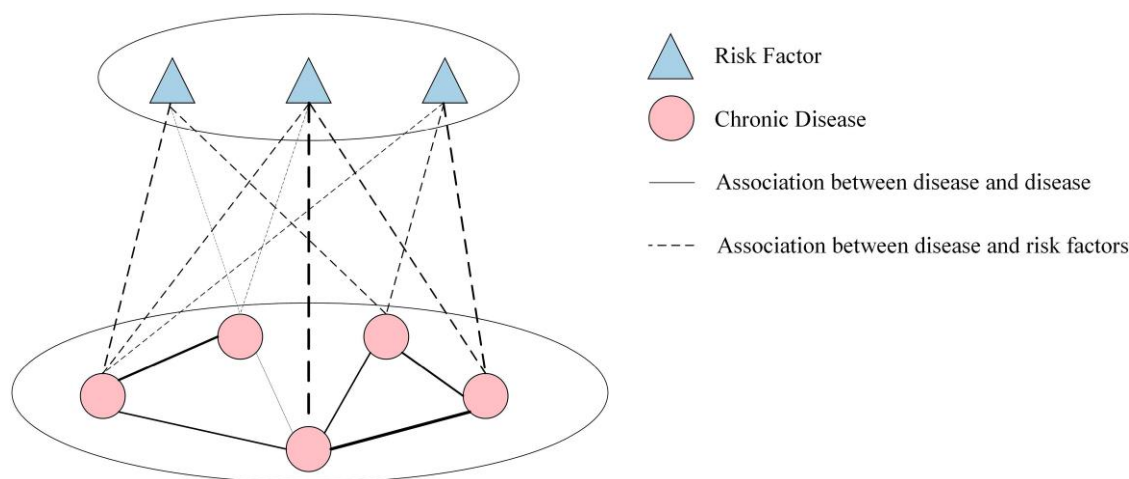 Risk Factor
Chronic Disease
Association between disease and disease
Association between disease and risk factors